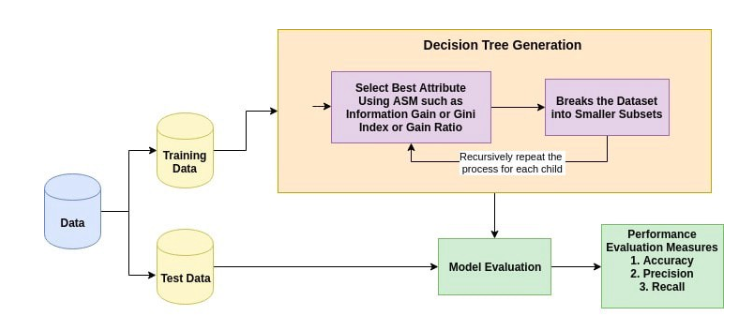 Decision Tree Generation
Select Best Attribute
Using ASM such as
Information Gain or Gini
Index or Gain Ratio
Breaks the Dataset
into Smaller Subsets
Recursively repeat the
process for each child
Training
Data
Data
Test Data
Model Evaluation
Performance
Evaluation Measures
1. Accuracy
2. Precision
3. Recall